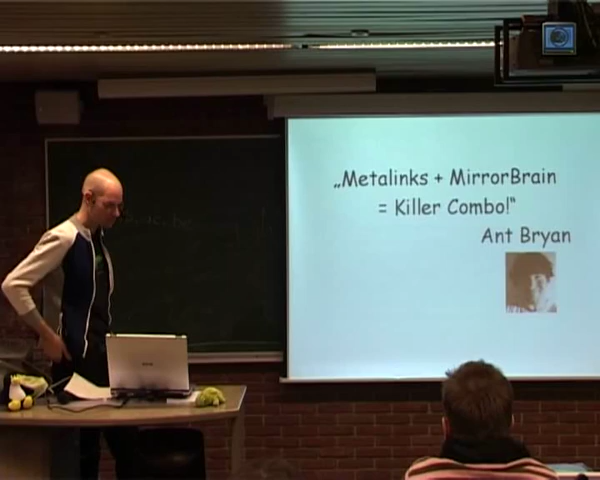 „Metalinks + MirrorBrain
= Killer Combo!“
Ant Bryan